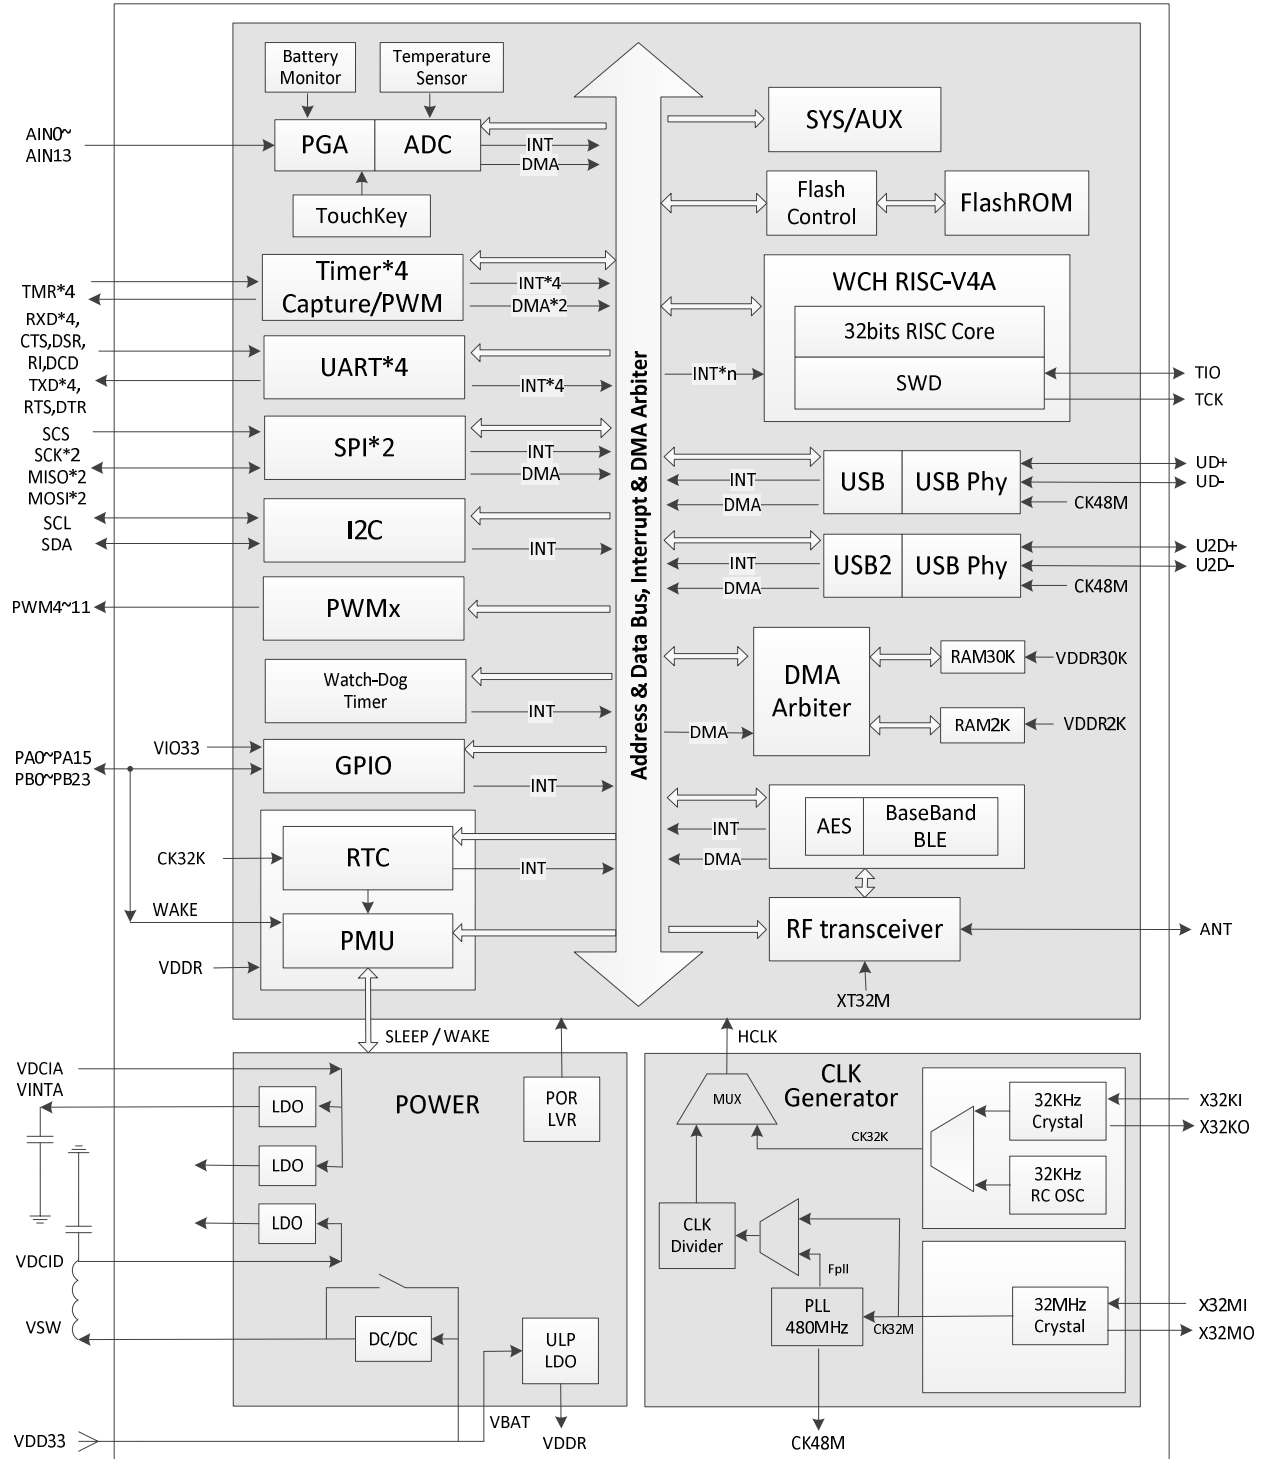 Battery
Monitor
Temperature
Sensor
AIN0~
AIN13
PGA
ADC
INT
DMA
TouchKey
TMR*4
Timer*4
Capture/PWM
INT*4
DMA*2
RXD*4,
CTS,DSR,
RI,DCD
TXD*4,
RTS,DTR
UART*4
INT*4
SCS
SCK*2
MISO*2
MOSI*2
SPI*2
INT
DMA
SCL
SDA
I2C
INT
PWM4~11
PWMx
Watch-Dog
Timer
INT
VIO33
PA0~PA15
PB0~PB23
GPIO
INT
CK32K
RTC
INT
WAKE
PMU
VDDR
Address & Data Bus, Interrupt & DMA Arbiter
SYS/AUX
Flash
Control
FlashROM
WCH RISC-V4A
32bits RISC Core
SWD
INT*n
TIO
TCK
USB
USB Phy
INT
DMA
UD+
UD-
CK48M
USB2
USB Phy
INT
DMA
U2D+
U2D-
CK48M
DMA
Arbiter
DMA
RAM30K
VDDR30K
RAM2K
VDDR2K
AES
BaseBand
BLE
INT
DMA
RF transceiver
ANT
XT32M
SLEEP / WAKE
HCLK
VDCIA
VINTA
LDO
LDO
LDO
POWER
POR
LVR
VDCID
VSW
DC/DC
ULP
LDO
VBAT
VDDR
VDD33
CLK
Generator
MUX
CK32K
32KHz
Crystal
32KHz
RC OSC
X32KI
X32KO
CLK
Divider
Fpll
PLL
480MHz
CK32M
32MHz
Crystal
X32MI
X32MO
CK48M